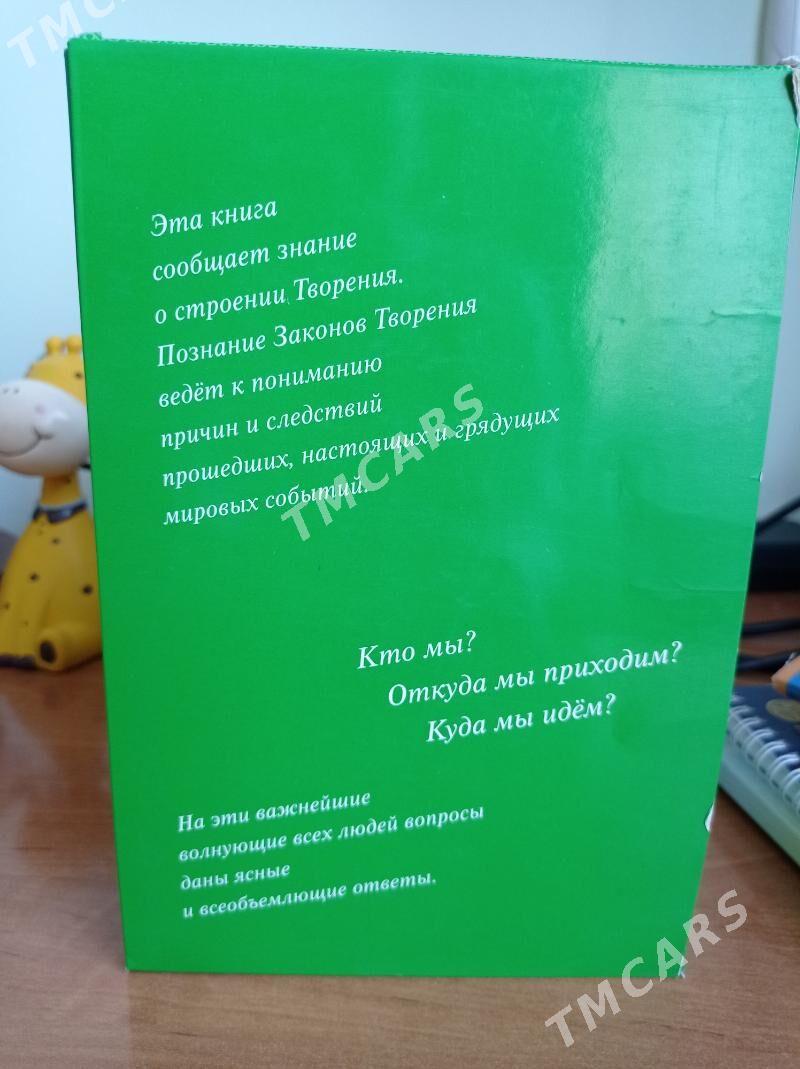 TMCARS
Эта книга
сообщает знание
о строении Творения.
Познание Законов Творения
ведёт к пониманию
причин и следствий
прошедших, настоящих и грядущих
мировых событий.
TMCARS
Кто мы?
Откуда мы приходим?
Куда мы идём?
На эти важнейшие
волнующие всех людей вопросы
даны ясные
и всеобъемлющие ответы.
TMCARS